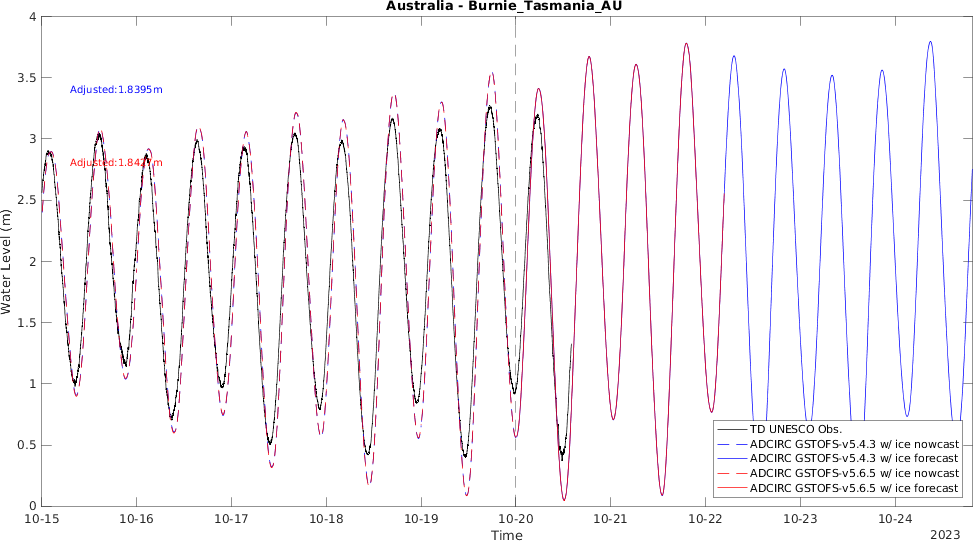 Australia - Burnie_Tasmania_AU
4
3.5
3
2.5
2
1.5
1
0.5
0
Water Level (m)
Adjusted:1.8395m
TD UNESCO Obs.
ADCIRC GSTOFS-v5.4.3 w/ ice nowcast
ADCIRC GSTOFS-v5.4.3 w/ ice forecast
ADCIRC GSTOFS-v5.6.5 w/ ice nowcast
ADCIRC GSTOFS-v5.6.5 w/ ice forecast
10-15 10-16 10-17 10-18 10-19 10-20 10-21 10-22 10-23 10-24
Time
2023